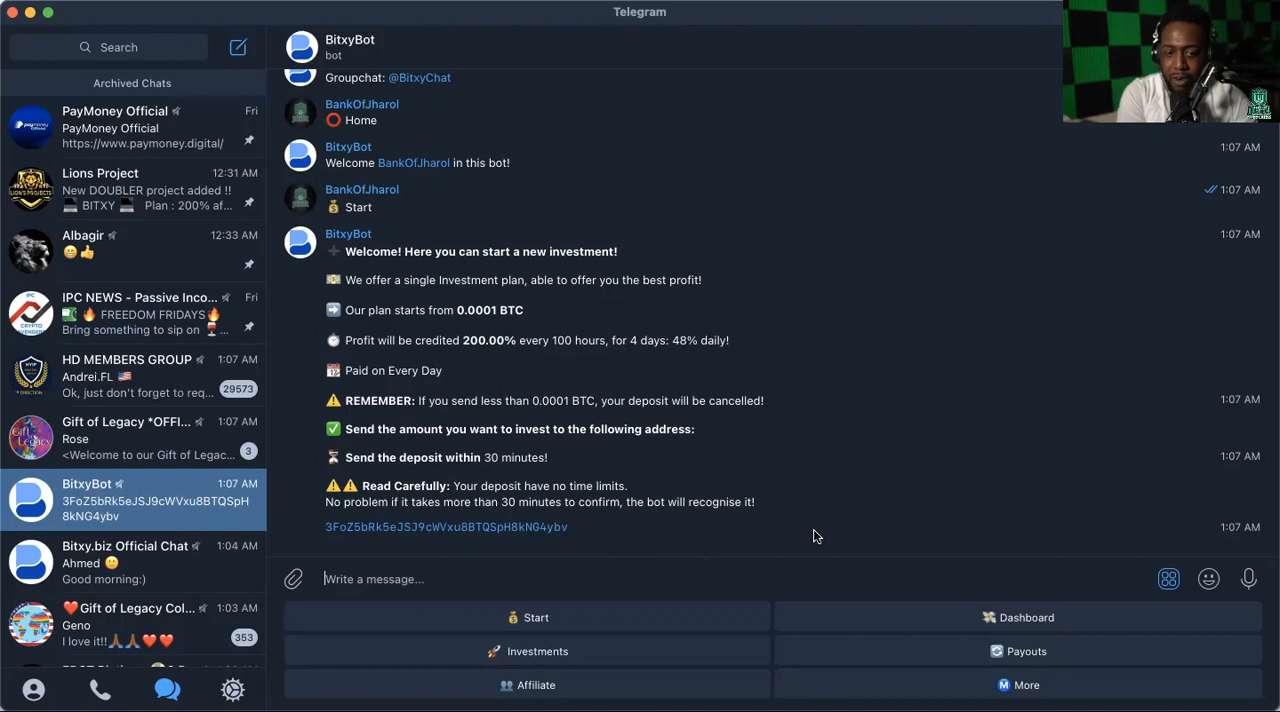 Telegram
Search
Archived Chats
PayMoney Official
Fri
PayMoney Official
https://www.paymoney.digital/
Lions Project
12:31 AM
New DOUBLER project added !!
BITXY Plan : 200% af...
Albagir
12:33 AM
IPC NEWS - Passive Inco...
Fri
FREEDOM FRIDAYS
Bring something to sip on ...
HD MEMBERS GROUP
1:07 AM
Andrei.FL
Ok, just don't forget to req...
29573
Gift of Legacy *OFFI...
1:07 AM
Rose
<Welcome to our Gift of Legac...
3
BitxyBot
1:07 AM
3FoZ5bRk5eJSJ9cWVxu8BTQSpH
8kNG4ybv
Bitxy.biz Official Chat
1:04 AM
Ahmed
Good morning:)
Gift of Legacy Col...
1:03 AM
Geno
I love it!!
353
BitxyBot
bot
Groupchat: @BitxyChat
BankOfJharol
⭕ Home
BitxyBot
1:07 AM
Welcome BankOfJharol in this bot!
BankOfJharol
1:07 AM
💰 Start
BitxyBot
1:07 AM
➕ Welcome! Here you can start a new investment!
💵 We offer a single Investment plan, able to offer you the best profit!
➡️ Our plan starts from 0.0001 BTC
⏱ Profit will be credited 200.00% every 100 hours, for 4 days: 48% daily!
📆 Paid on Every Day
⚠️ REMEMBER: If you send less than 0.0001 BTC, your deposit will be cancelled!
1:07 AM
✅ Send the amount you want to invest to the following address:
⏳ Send the deposit within 30 minutes!
1:07 AM
⚠️⚠️ Read Carefully: Your deposit have no time limits.
No problem if it takes more than 30 minutes to confirm, the bot will recognise it!
3FoZ5bRk5eJSJ9cWVxu8BTQSpH8kNG4ybv
1:07 AM
Write a message...
💰 Start
💸 Dashboard
🚀 Investments
🔄 Payouts
👥 Affiliate
Ⓜ️ More